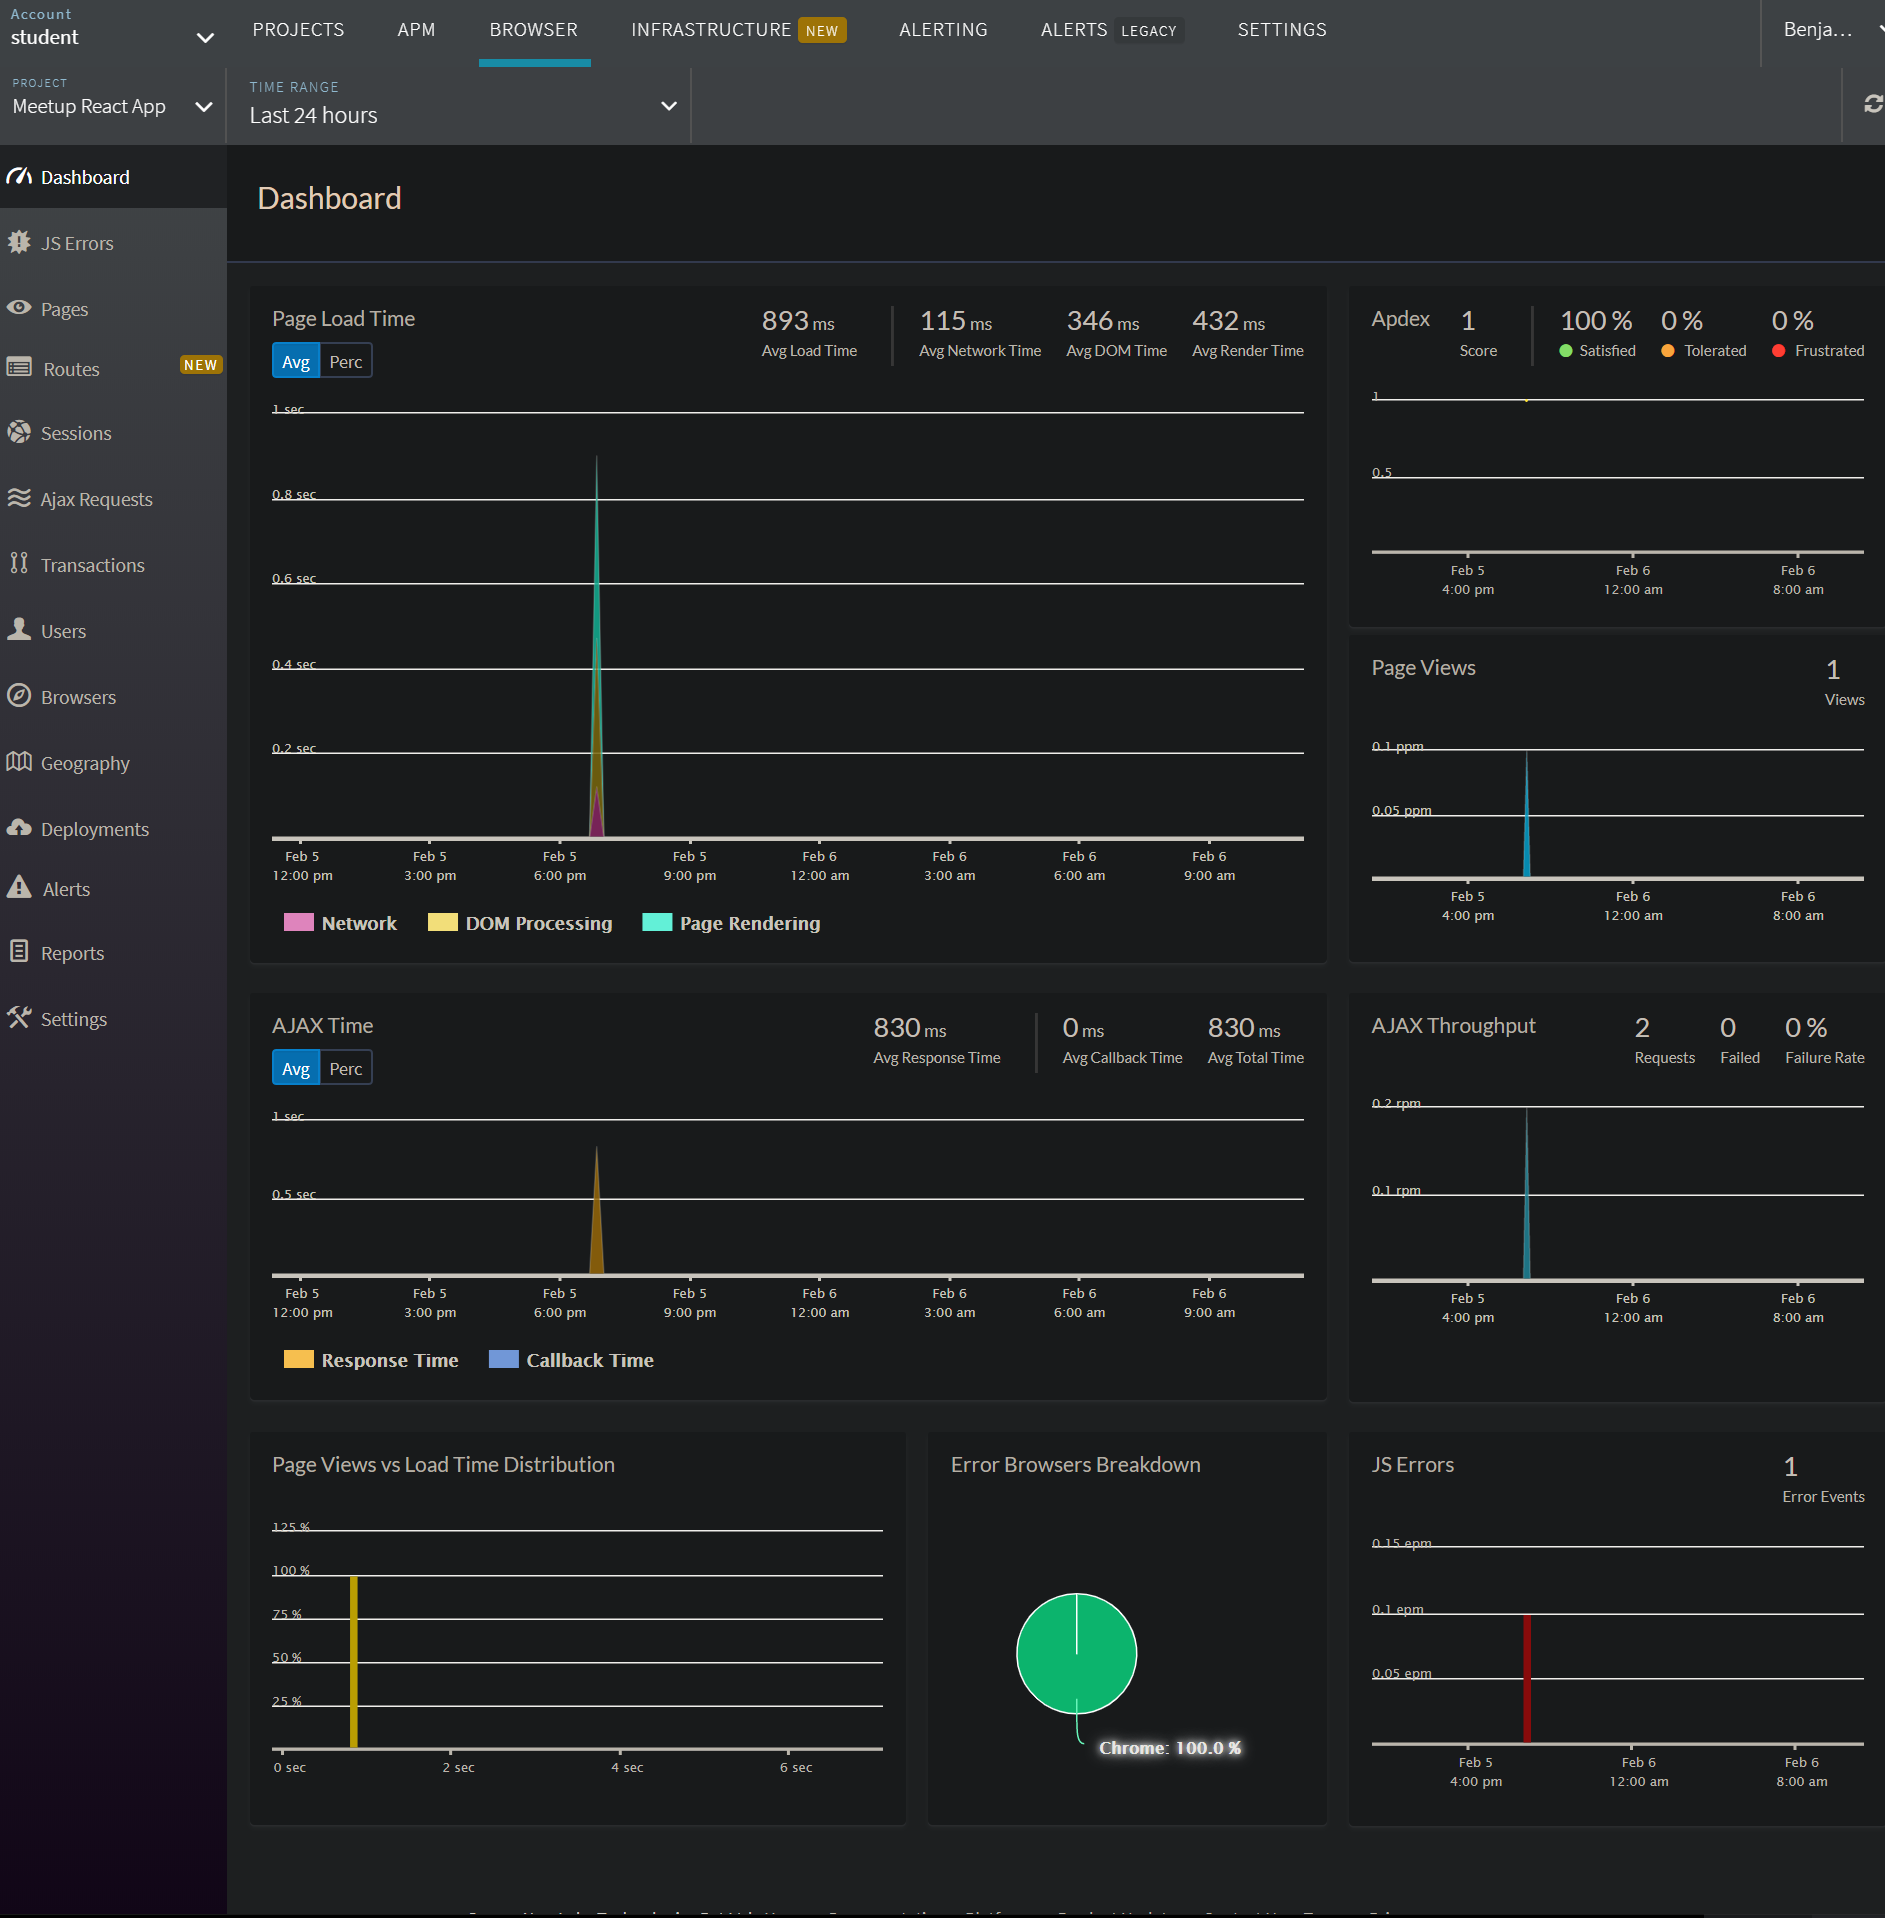 Account
student
PROJECTS
APM
BROWSER
INFRASTRUCTURE NEW
ALERTING
ALERTS LEGACY
SETTINGS
Benja...
PROJECT
Meetup React App
TIME RANGE
Last 24 hours
Dashboard
JS Errors
Pages
Routes NEW
Sessions
Ajax Requests
Transactions
Users
Browsers
Geography
Deployments
Alerts
Reports
Settings
Dashboard
Page Load Time
Avg Perc
893 ms
Avg Load Time
115 ms
Avg Network Time
346 ms
Avg DOM Time
432 ms
Avg Render Time
1 sec
0.8 sec
0.6 sec
0.4 sec
0.2 sec
Feb 5 Feb 5 Feb 5 Feb 5 Feb 6 Feb 6 Feb 6 Feb 6
12:00 pm 3:00 pm 6:00 pm 9:00 pm 12:00 am 3:00 am 6:00 am 9:00 am
Network DOM Processing Page Rendering
Apdex
1
Score
100 %
Satisfied
0 %
Tolerated
0 %
Frustrated
1
0.5
Feb 5 Feb 6 Feb 6
4:00 pm 12:00 am 8:00 am
Page Views
1
Views
0.1 ppm
0.05 ppm
Feb 5 Feb 6 Feb 6
4:00 pm 12:00 am 8:00 am
AJAX Time
Avg Perc
830 ms
Avg Response Time
0 ms
Avg Callback Time
830 ms
Avg Total Time
1 sec
0.5 sec
Feb 5 Feb 5 Feb 5 Feb 5 Feb 6 Feb 6 Feb 6 Feb 6
12:00 pm 3:00 pm 6:00 pm 9:00 pm 12:00 am 3:00 am 6:00 am 9:00 am
Response Time Callback Time
AJAX Throughput
2
Requests
0
Failed
0 %
Failure Rate
0.2 rpm
0.1 rpm
Feb 5 Feb 6 Feb 6
4:00 pm 12:00 am 8:00 am
Page Views vs Load Time Distribution
125 %
100 %
75 %
50 %
25 %
0 sec 2 sec 4 sec 6 sec
Error Browsers Breakdown
Chrome: 100.0 %
JS Errors
1
Error Events
0.15 epm
0.1 epm
0.05 epm
Feb 5 Feb 6 Feb 6
4:00 pm 12:00 am 8:00 am